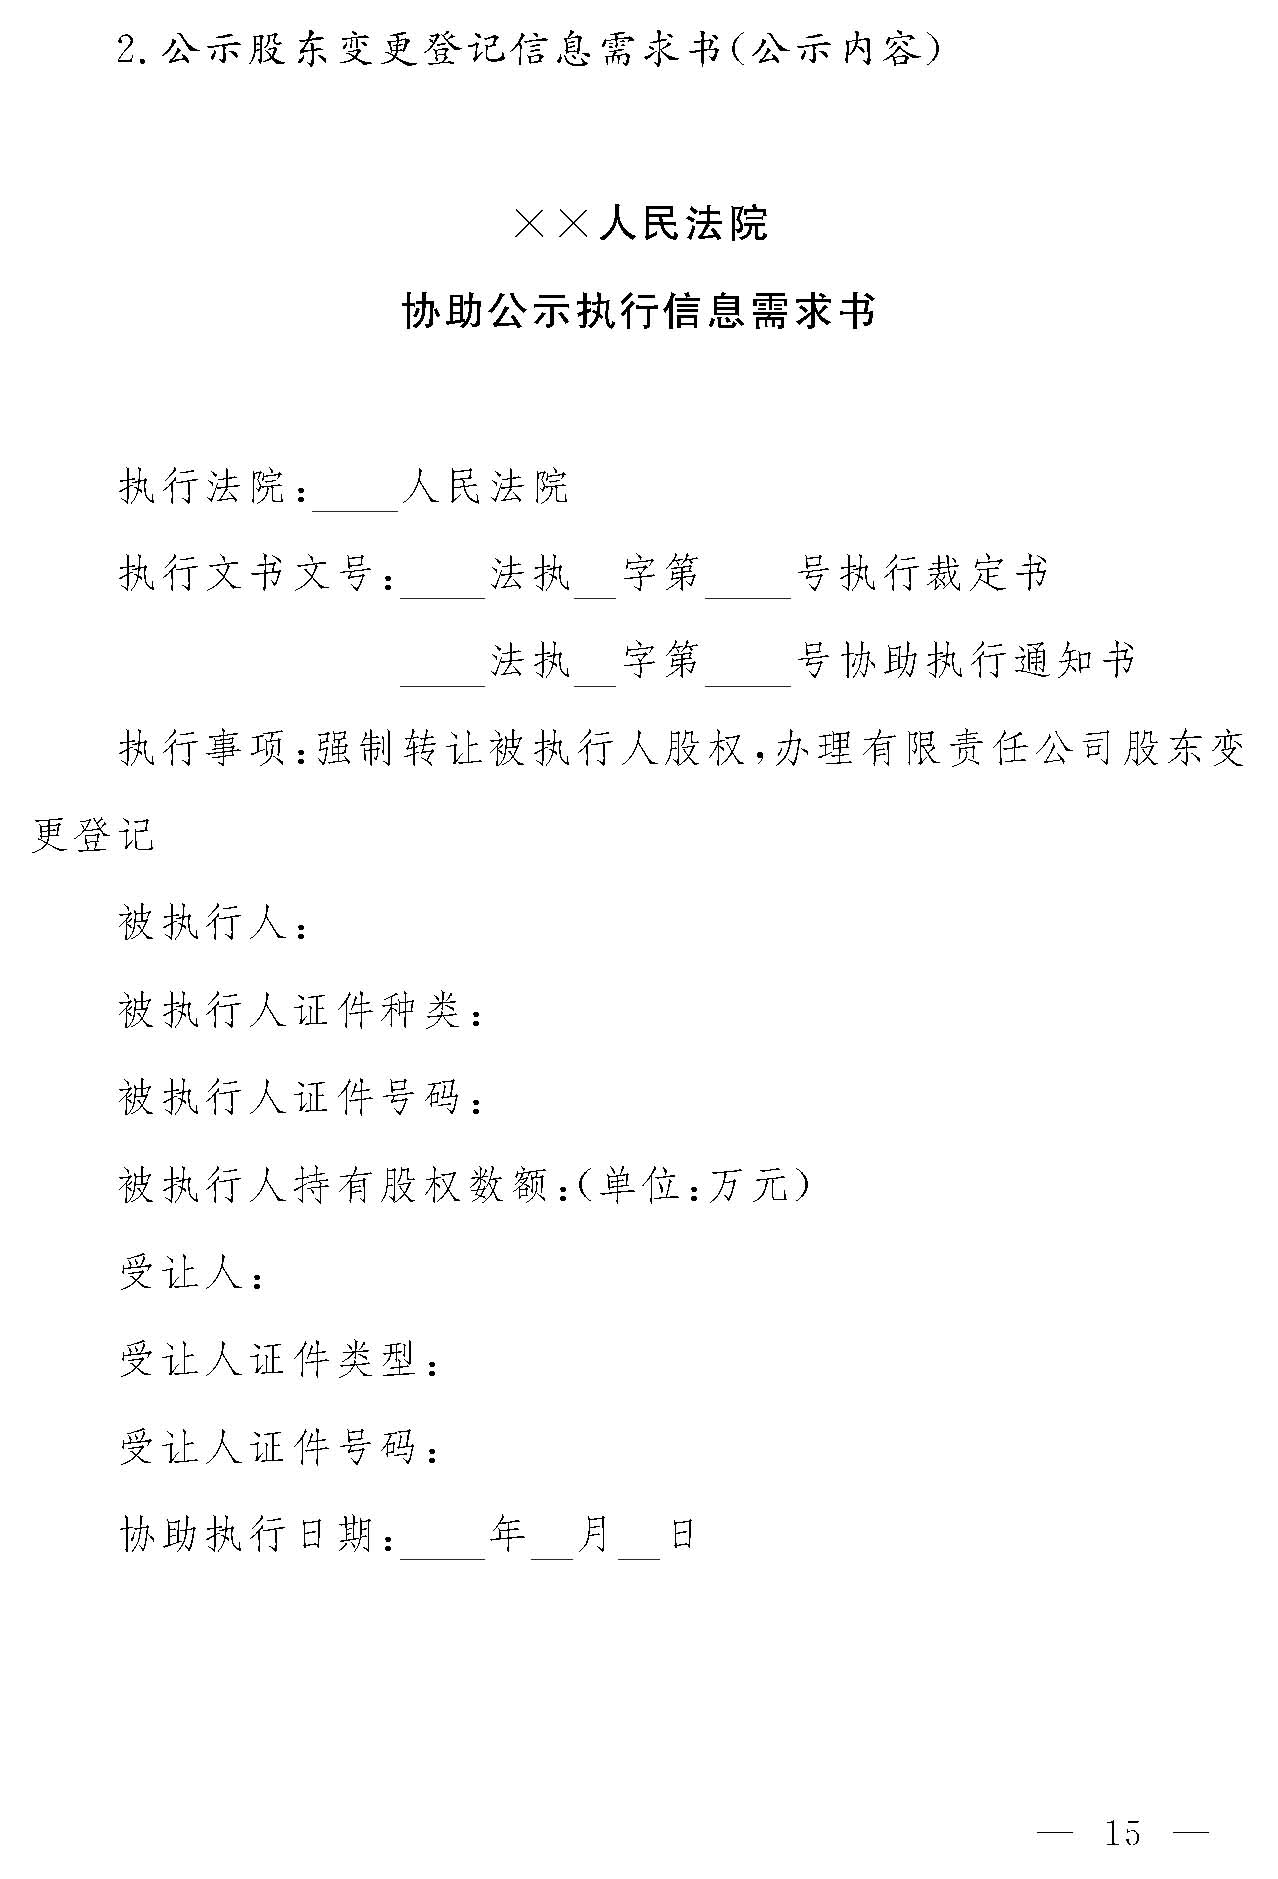 2. 公示股东变更登记信息需求书(公示内容)
××人民法院
协助公示执行信息需求书
执行法院:____人民法院
执行文书文号:____法执__字第____号执行裁定书
____法执__字第____号协助执行通知书
执行事项:强制转让被执行人股权,办理有限责任公司股东变
更登记
被执行人:
被执行人证件种类:
被执行人证件号码:
被执行人持有股权数额:(单位:万元)
受让人:
受让人证件类型:
受让人证件号码:
协助执行日期:____年__月__日
— 15 —